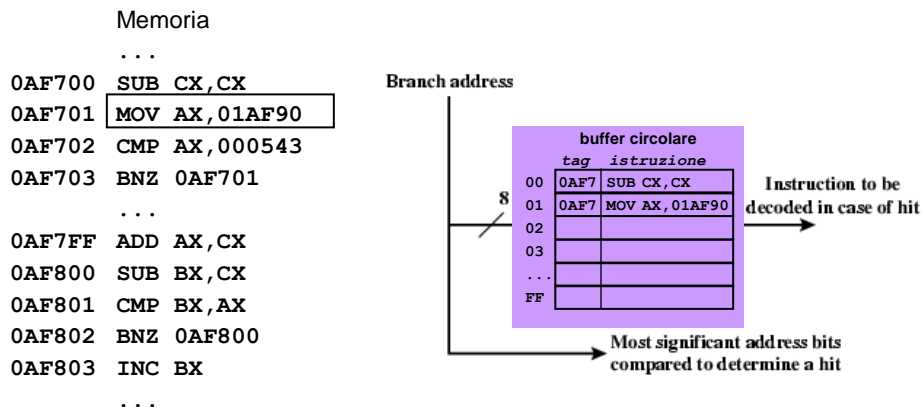 Memoria
...
0AF700 SUB CX,CX
0AF701 MOV AX,01AF90
0AF702 CMP AX,000543
0AF703 BNZ 0AF701
...
0AF7FF ADD AX,CX
0AF800 SUB BX,CX
0AF801 CMP BX,AX
0AF802 BNZ 0AF800
0AF803 INC BX
...
Branch address
8
buffer circolare
tag istruzione
00 0AF7 SUB CX,CX
01 0AF7 MOV AX,01AF90
02
03
...
FF
Instruction to be
decoded in case of hit
Most significant address bits
compared to determine a hit